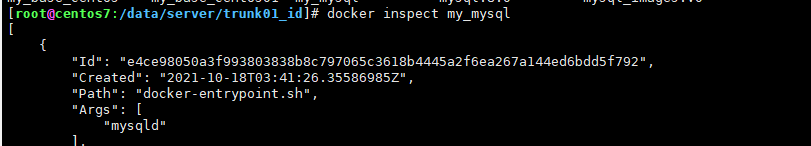 [root@centos7:/data/server/trunk01_id]# docker inspect my_mysql
[
    {
        "Id": "e4ce98050a3f993803838b8c797065c3618b4445a2f6ea267a144ed6bdd5f792",
        "Created": "2021-10-18T03:41:26.35586985Z",
        "Path": "docker-entrypoint.sh",
        "Args": [
            "mysqld"
        ],